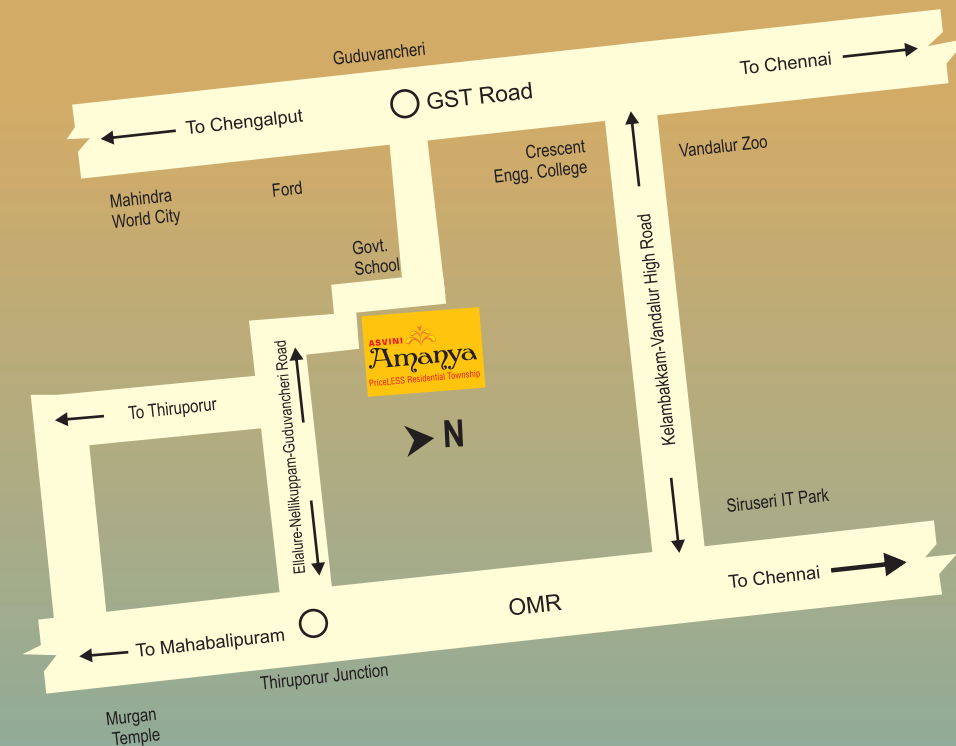 Guduvancheri
To Chennai
GST Road
To Chengalput
Crescent
Engg. College
Vandalur Zoo
Mahindra
World City
Ford
Govt.
School
Kelambakkam-Vandalur High Road
ASVINI
Amanya
PriceLESS Residential Township
Ellalure-Nellikuppam-Guduvancheri Road
To Thiruporur
N
Siruseri IT Park
To Chennai
OMR
To Mahabalipuram
Thiruporur Junction
Murgan
Temple